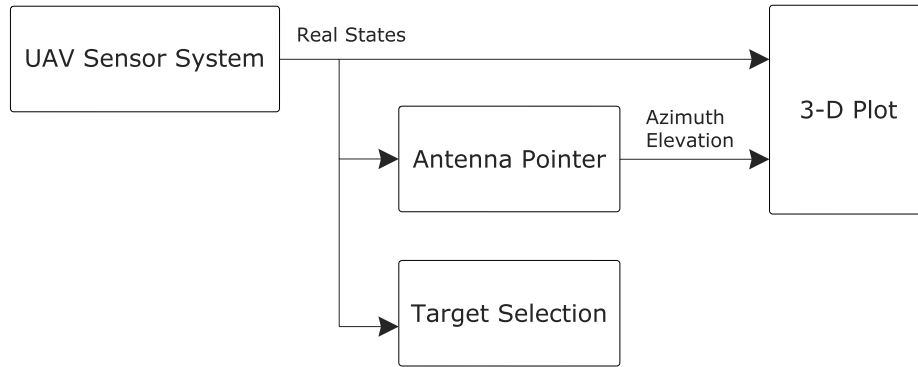 Real States
UAV Sensor System
3-D Plot
Azimuth
Elevation
Antenna Pointer
Target Selection